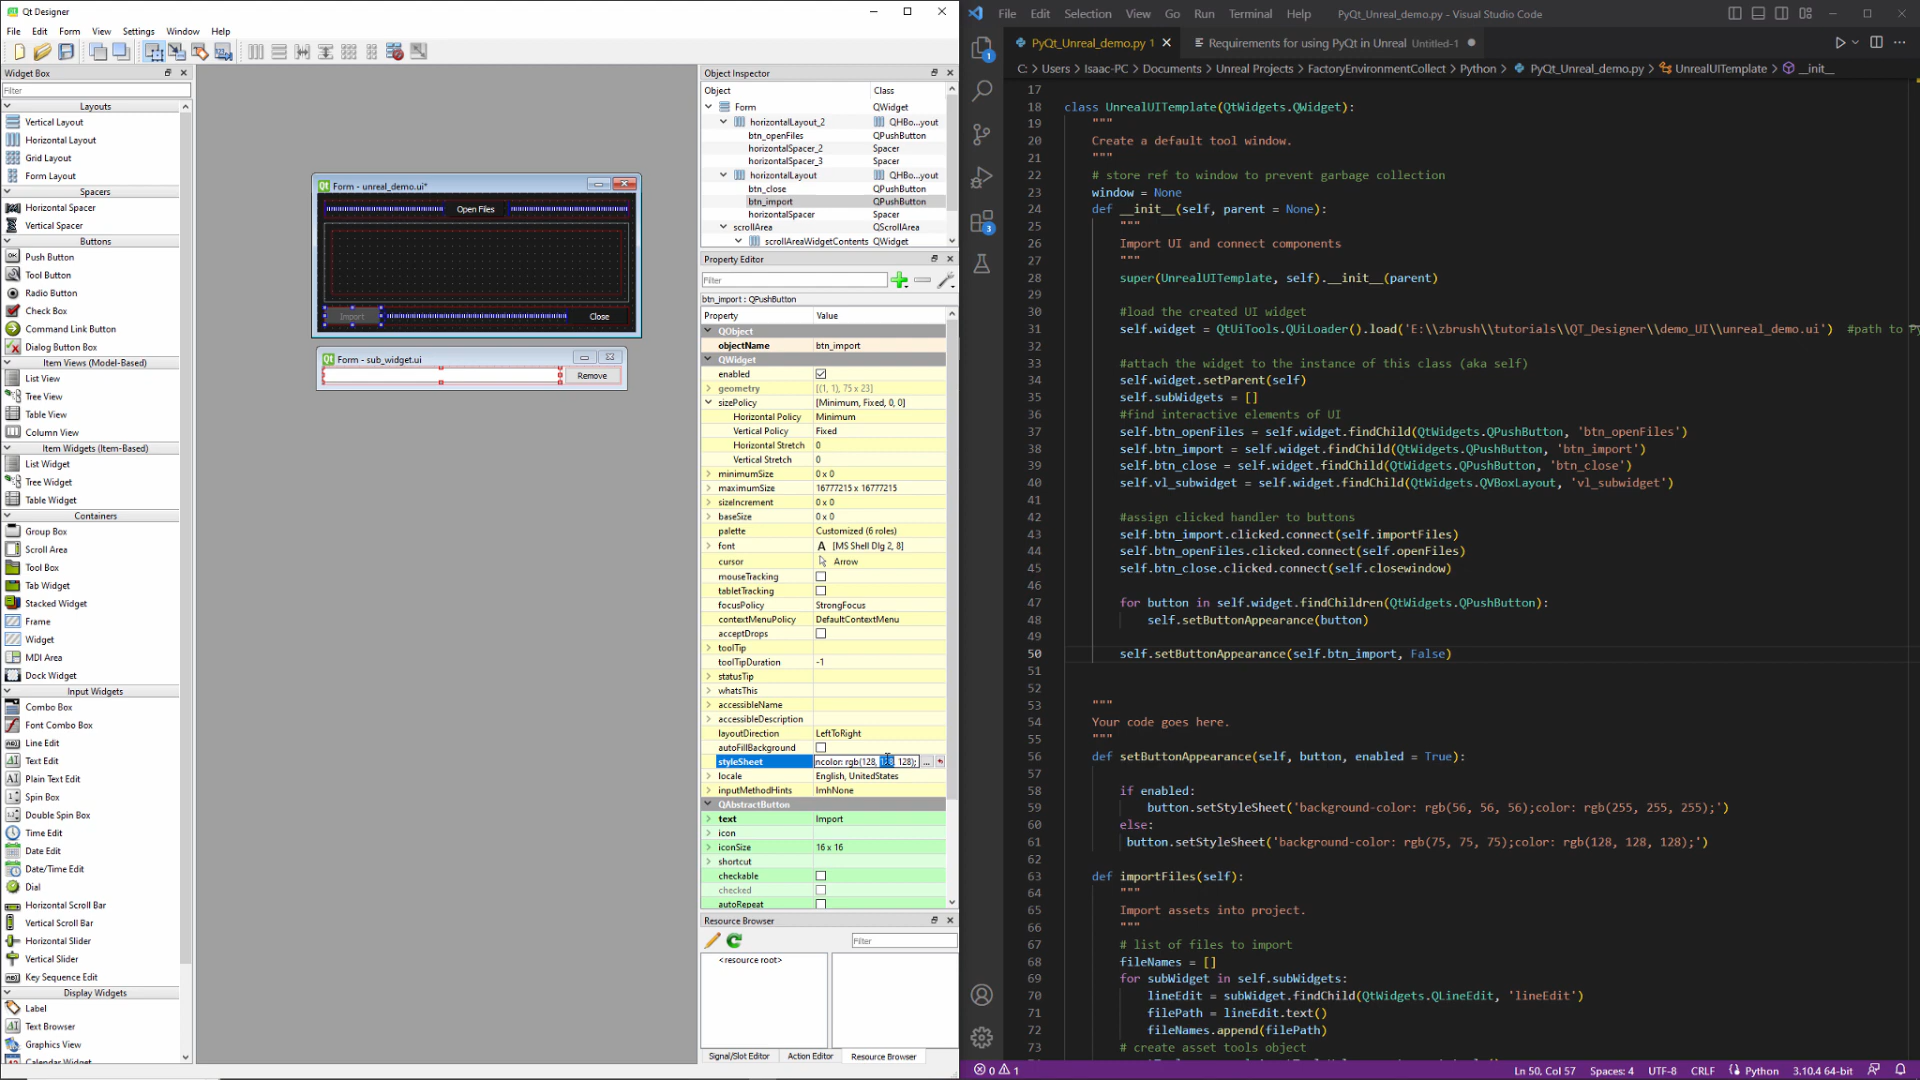 Qt Designer
File Edit Form View Settings Window Help
Widget Box
Filter
Layouts
Vertical Layout
Horizontal Layout
Grid Layout
Form Layout
Spacers
Horizontal Spacer
Vertical Spacer
Buttons
Push Button
Tool Button
Radio Button
Check Box
Command Link Button
Dialog Button Box
Item Views (Model-Based)
List View
Tree View
Table View
Column View
Item Widgets (Item-Based)
List Widget
Tree Widget
Table Widget
Containers
Group Box
Scroll Area
Tool Box
Tab Widget
Stacked Widget
Frame
Widget
MDI Area
Dock Widget
Input Widgets
Combo Box
Font Combo Box
Line Edit
Text Edit
Plain Text Edit
Spin Box
Double Spin Box
Time Edit
Date Edit
Date/Time Edit
Dial
Horizontal Scroll Bar
Vertical Scroll Bar
Horizontal Slider
Vertical Slider
Key Sequence Edit
Display Widgets
Label
Text Browser
Graphics View
Calendar Widget
Form - unreal_demo.ui*
Open Files
Import
Close
Form - sub_widget.ui
Remove
Object Inspector
Object Class
Form QWidget
horizontalLayout_2 QHBo...yout
btn_openFiles QPushButton
horizontalSpacer_2 Spacer
horizontalSpacer_3 Spacer
horizontalLayout QHBo...yout
btn_close QPushButton
btn_import QPushButton
horizontalSpacer Spacer
scrollArea QScrollArea
scrollAreaWidgetContents QWidget
Property Editor
Filter
btn_import : QPushButton
Property Value
QObject
objectName btn_import
QWidget
enabled
geometry [(1, 1), 75 x 23]
sizePolicy [Minimum, Fixed, 0, 0]
Horizontal Policy Minimum
Vertical Policy Fixed
Horizontal Stretch 0
Vertical Stretch 0
minimumSize 0 x 0
maximumSize 16777215 x 16777215
sizeIncrement 0 x 0
baseSize 0 x 0
palette Customized (6 roles)
font A [MS Shell Dlg 2, 8]
cursor Arrow
mouseTracking
tabletTracking
focusPolicy StrongFocus
contextMenuPolicy DefaultContextMenu
acceptDrops
toolTip
toolTipDuration -1
statusTip
whatsThis
accessibleName
accessibleDescription
layoutDirection LeftToRight
autoFillBackground
styleSheet ncolor: rgb(128, 128, 128);
locale English, UnitedStates
inputMethodHints ImhNone
QAbstractButton
text Import
icon
iconSize 16 x 16
shortcut
checkable
checked
autoRepeat
Resource Browser
Filter
<resource root>
Signal/Slot Editor Action Editor Resource Browser
File Edit Selection View Go Run Terminal Help PyQt_Unreal_demo.py - Visual Studio Code
PyQt_Unreal_demo.py 1 Requirements for using PyQt in Unreal Untitled-1
C: > Users > Isaac-PC > Documents > Unreal Projects > FactoryEnvironmentCollect > Python > PyQt_Unreal_demo.py > UnrealUITemplate > __init__
17
18 class UnrealUITemplate(QtWidgets.QWidget):
19 """
20 Create a default tool window.
21 """
22 # store ref to window to prevent garbage collection
23 window = None
24 def __init__(self, parent = None):
25 """
26 Import UI and connect components
27 """
28 super(UnrealUITemplate, self).__init__(parent)
29
30 #load the created UI widget
31 self.widget = QtUiTools.QUiLoader().load('E:\\zbrush\\tutorials\\QT_Designer\\demo_UI\\unreal_demo.ui') #path to P
32
33 #attach the widget to the instance of this class (aka self)
34 self.widget.setParent(self)
35 self.subWidgets = []
36 #find interactive elements of UI
37 self.btn_openFiles = self.widget.findChild(QtWidgets.QPushButton, 'btn_openFiles')
38 self.btn_import = self.widget.findChild(QtWidgets.QPushButton, 'btn_import')
39 self.btn_close = self.widget.findChild(QtWidgets.QPushButton, 'btn_close')
40 self.vl_subwidget = self.widget.findChild(QtWidgets.QVBoxLayout, 'vl_subwidget')
41
42 #assign clicked handler to buttons
43 self.btn_import.clicked.connect(self.importFiles)
44 self.btn_openFiles.clicked.connect(self.openFiles)
45 self.btn_close.clicked.connect(self.closewindow)
46
47 for button in self.widget.findChildren(QtWidgets.QPushButton):
48 self.setButtonAppearance(button)
49
50 self.setButtonAppearance(self.btn_import, False)
51
52
53 """
54 Your code goes here.
55 """
56 def setButtonAppearance(self, button, enabled = True):
57
58 if enabled:
59 button.setStyleSheet('background-color: rgb(56, 56, 56);color: rgb(255, 255, 255);')
60 else:
61 button.setStyleSheet('background-color: rgb(75, 75, 75);color: rgb(128, 128, 128);')
62
63 def importFiles(self):
64 """
65 Import assets into project.
66 """
67 # list of files to import
68 fileNames = []
69 for subWidget in self.subWidgets:
70 lineEdit = subWidget.findChild(QtWidgets.QLineEdit, 'lineEdit')
71 filePath = lineEdit.text()
72 fileNames.append(filePath)
73 # create asset tools object
0 1 Ln 50, Col 57 Spaces: 4 UTF-8 CRLF Python 3.10.4 64-bit